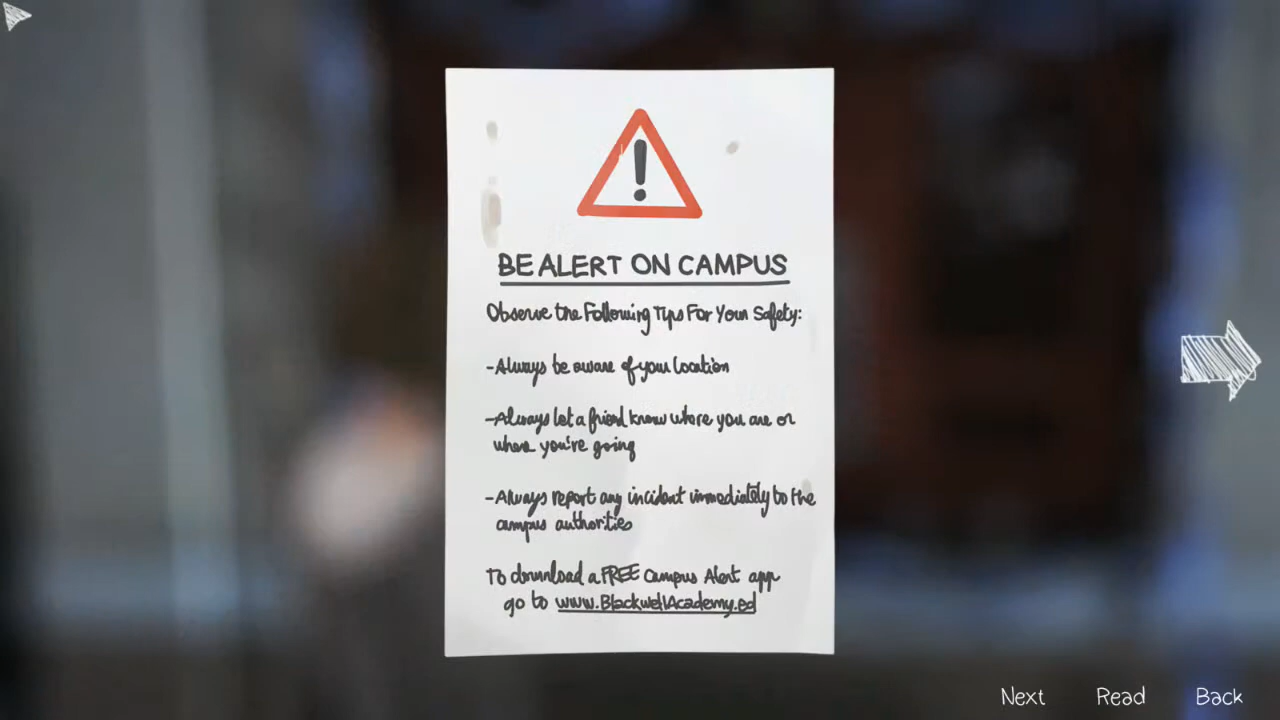 !
BE ALERT ON CAMPUS
Observe the Following Tips For Your Safety:
-Always be aware of your location
-Always let a friend know where you are or
where you're going
-Always report any incident immediately to the
campus authorities
To download a FREE Campus Alert app
go to www.BlackwellAcademy.ed
Next Read Back